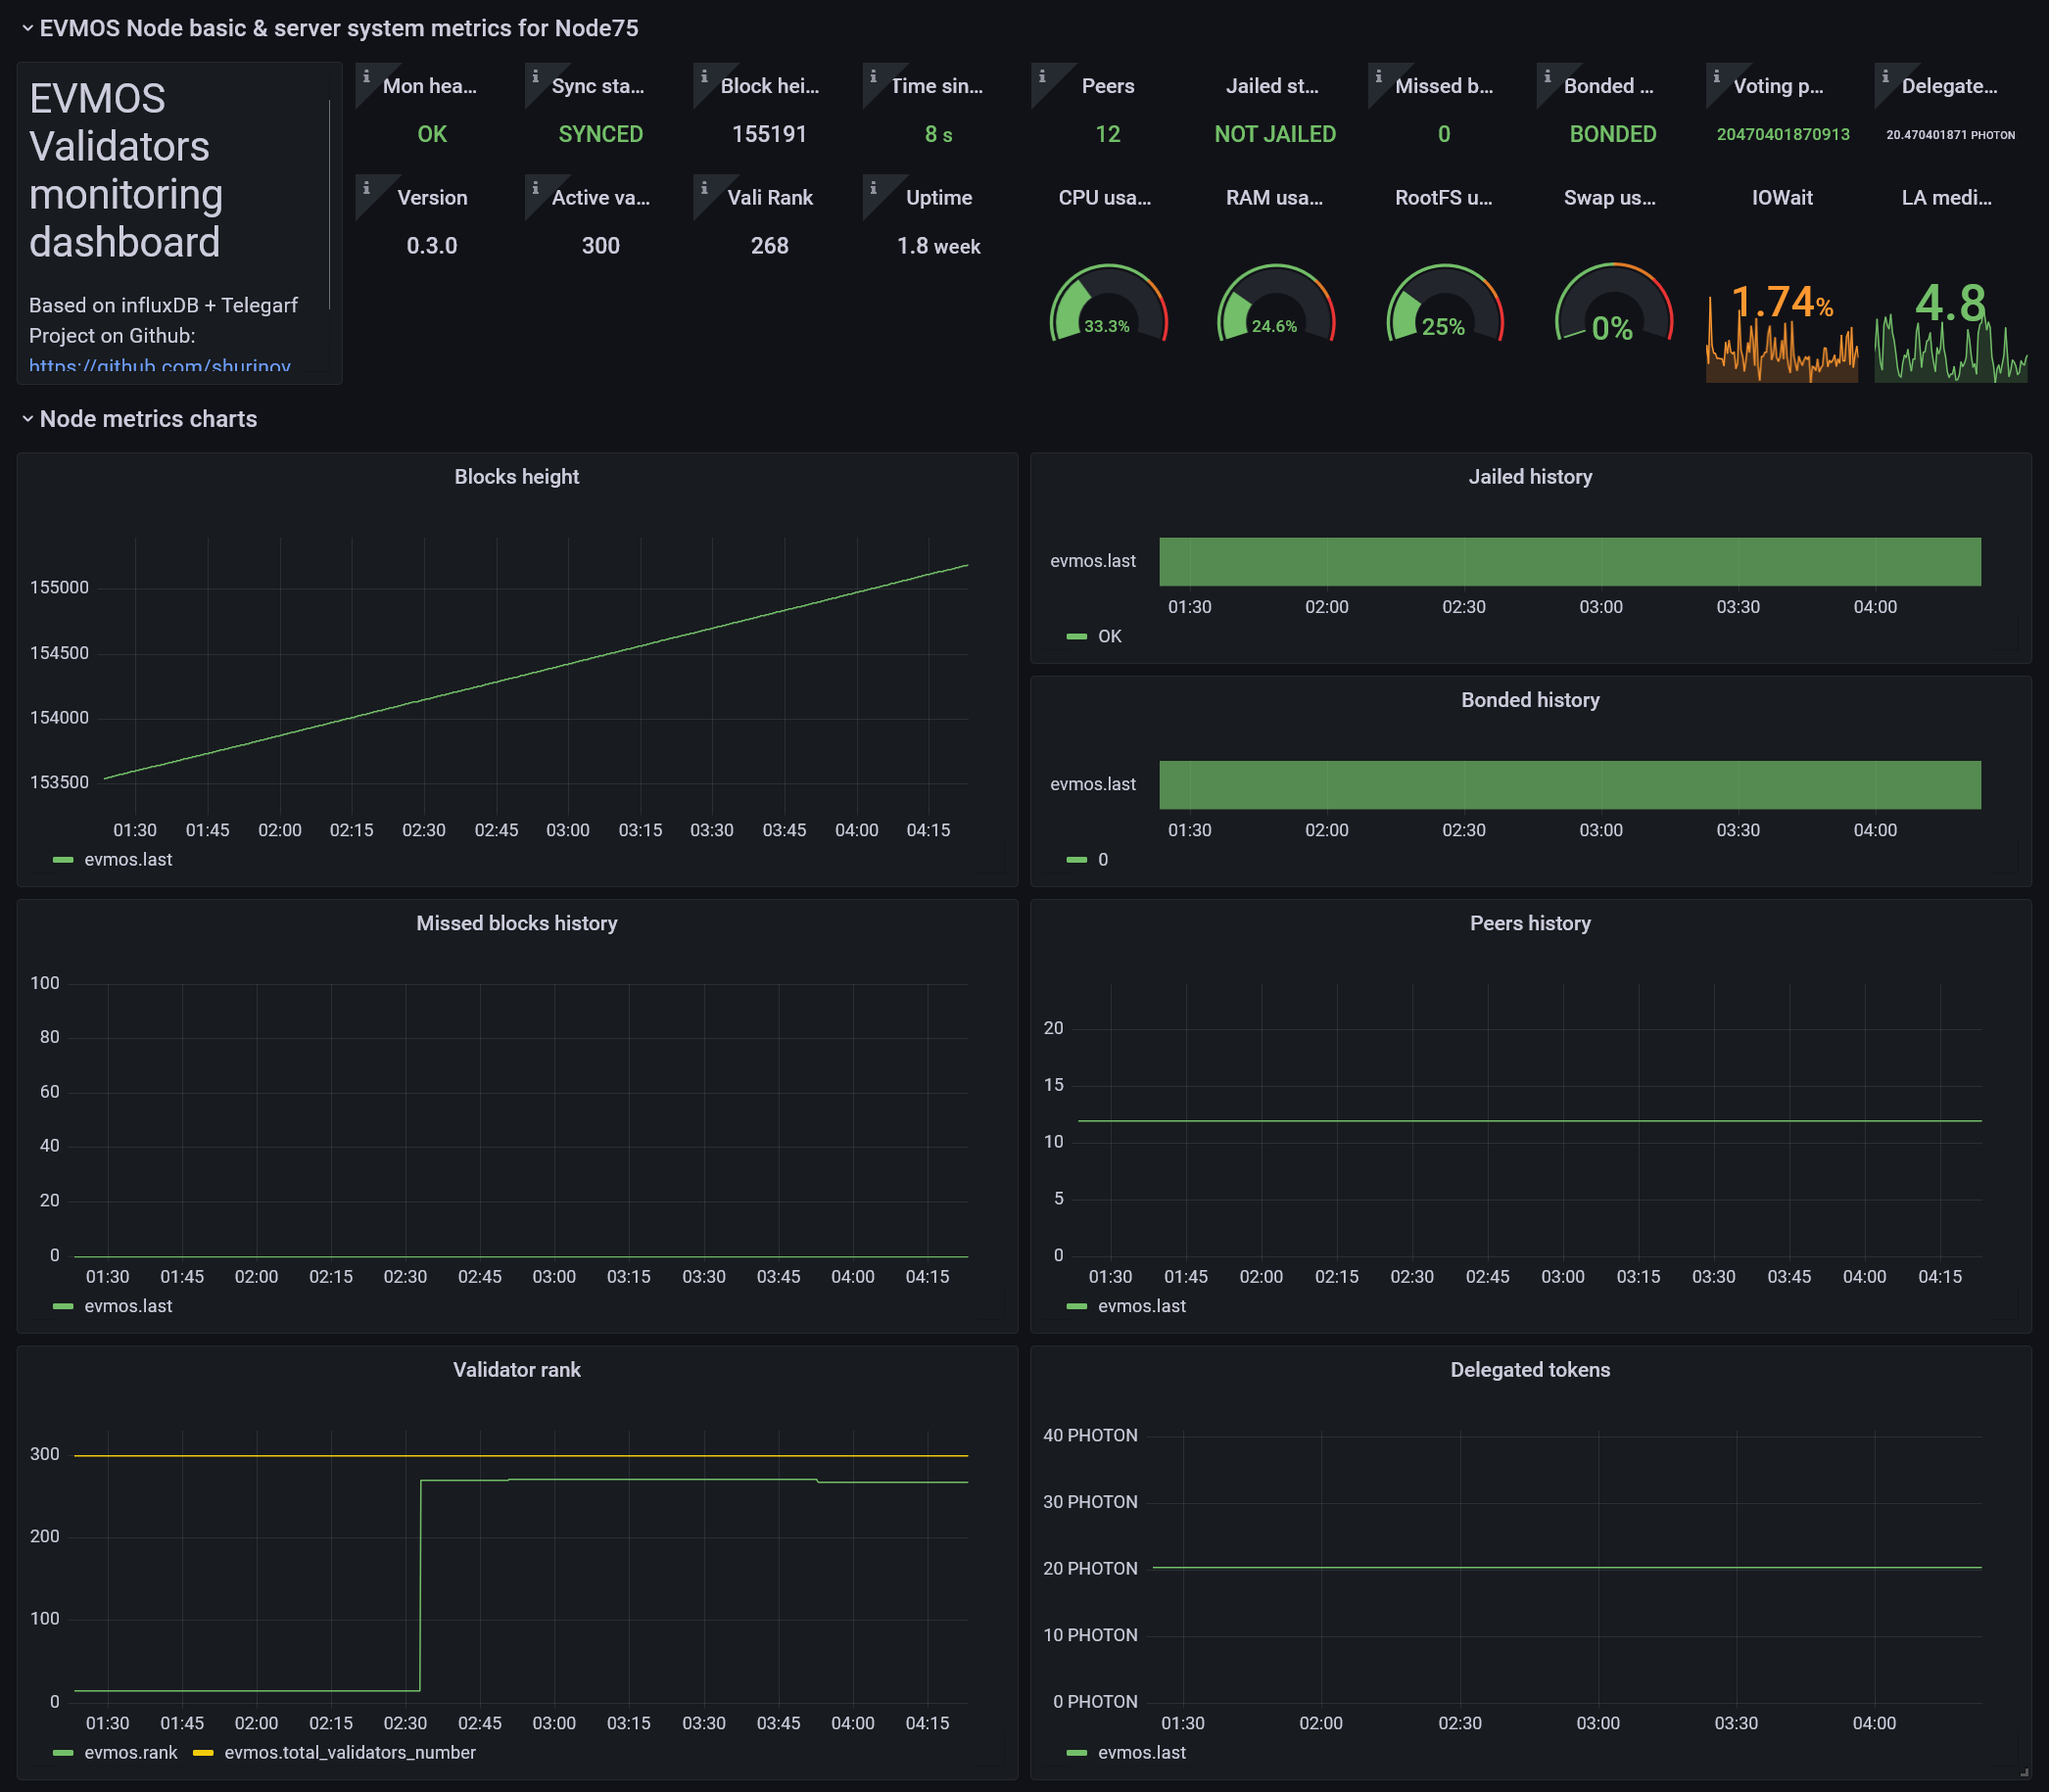 EVMOS Node basic & server system metrics for Node75
EVMOS
Validators
monitoring
dashboard
Based on influxDB + Telegarf
Project on Github:
https://github.com/shurinov
Mon hea...
OK
Sync sta...
SYNCED
Block hei...
155191
Time sin...
8 s
Peers
12
Jailed st...
NOT JAILED
Missed b...
0
Bonded ...
BONDED
Voting p...
20470401870913
Delegate...
20.470401871 PHOTON
Version
0.3.0
Active va...
300
Vali Rank
268
Uptime
1.8 week
CPU usa...
33.3%
RAM usa...
24.6%
RootFS u...
25%
Swap us...
0%
IOWait
1.74%
LA medi...
4.8
Node metrics charts
Blocks height
155000
154500
154000
153500
01:30 01:45 02:00 02:15 02:30 02:45 03:00 03:15 03:30 03:45 04:00 04:15
evmos.last
Jailed history
evmos.last
01:30 02:00 02:30 03:00 03:30 04:00
OK
Bonded history
evmos.last
01:30 02:00 02:30 03:00 03:30 04:00
0
Missed blocks history
100
80
60
40
20
0
01:30 01:45 02:00 02:15 02:30 02:45 03:00 03:15 03:30 03:45 04:00 04:15
evmos.last
Peers history
20
15
10
5
0
01:30 01:45 02:00 02:15 02:30 02:45 03:00 03:15 03:30 03:45 04:00 04:15
evmos.last
Validator rank
300
200
100
0
01:30 01:45 02:00 02:15 02:30 02:45 03:00 03:15 03:30 03:45 04:00 04:15
evmos.rank evmos.total_validators_number
Delegated tokens
40 PHOTON
30 PHOTON
20 PHOTON
10 PHOTON
0 PHOTON
01:30 02:00 02:30 03:00 03:30 04:00
evmos.last